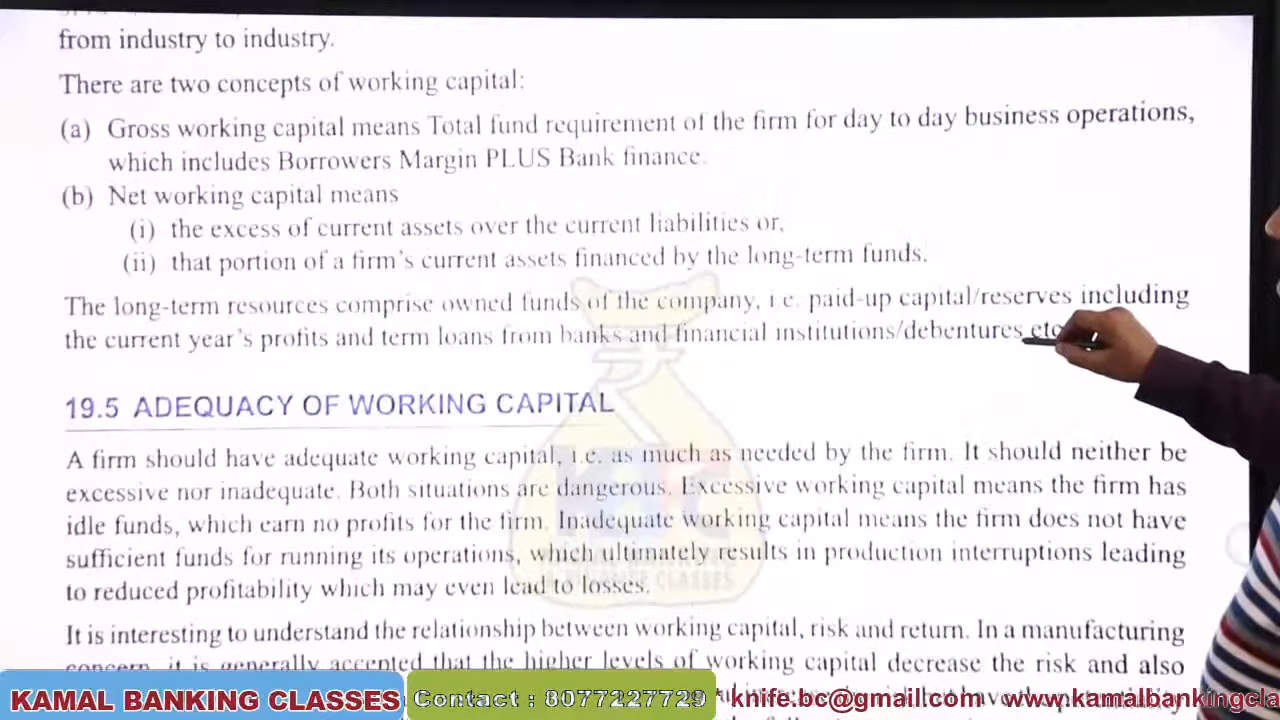 from industry to industry.
There are two concepts of working capital:
(a) Gross working capital means Total fund requirement of the firm for day to day business operations,
which includes Borrowers Margin PLUS Bank finance.
(b) Net working capital means
(i) the excess of current assets over the current liabilities or,
(ii) that portion of a firm's current assets financed by the long-term funds.
The long-term resources comprise owned funds of the company, i.e. paid-up capital/reserves including
the current year's profits and term loans from banks and financial institutions/debentures etc
19.5 ADEQUACY OF WORKING CAPITAL
A firm should have adequate working capital, i.e. as much as needed by the firm. It should neither be
excessive nor inadequate. Both situations are dangerous. Excessive working capital means the firm has
idle funds, which earn no profits for the firm. Inadequate working capital means the firm does not have
sufficient funds for running its operations, which ultimately results in production interruptions leading
to reduced profitability which may even lead to losses.
It is interesting to understand the relationship between working capital, risk and return. In a manufacturing
concern, it is generally accepted that the higher levels of working capital decrease the risk and also
KAMAL BANKING CLASSES Contact : 8077227729 knife.bc@gmail.com www.kamalbankingcla